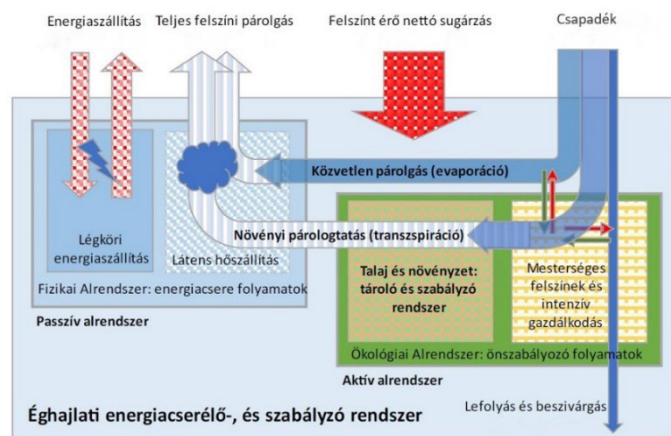 Energiaszállítás
Teljes felszíni párolgás
Felszínt érő nettó sugárzás
Csapadék
Közvetlen párolgás (evaporáció)
Növényi párologtatás (transzspiráció)
Légköri
energiaszállítás
Látens hőszállítás
Fizikai Alrendszer: energiacsere folyamatok
Passzív alrendszer
Talaj és növényzet:
tároló és szabályzó
rendszer
Mesterséges
felszínek és
intenzív
gazdálkodás
Ökológiai Alrendszer: önszabályozó folyamatok
Aktív alrendszer
Éghajlati energiacserélő-, és szabályzó rendszer
Lefolyás és beszivárgás